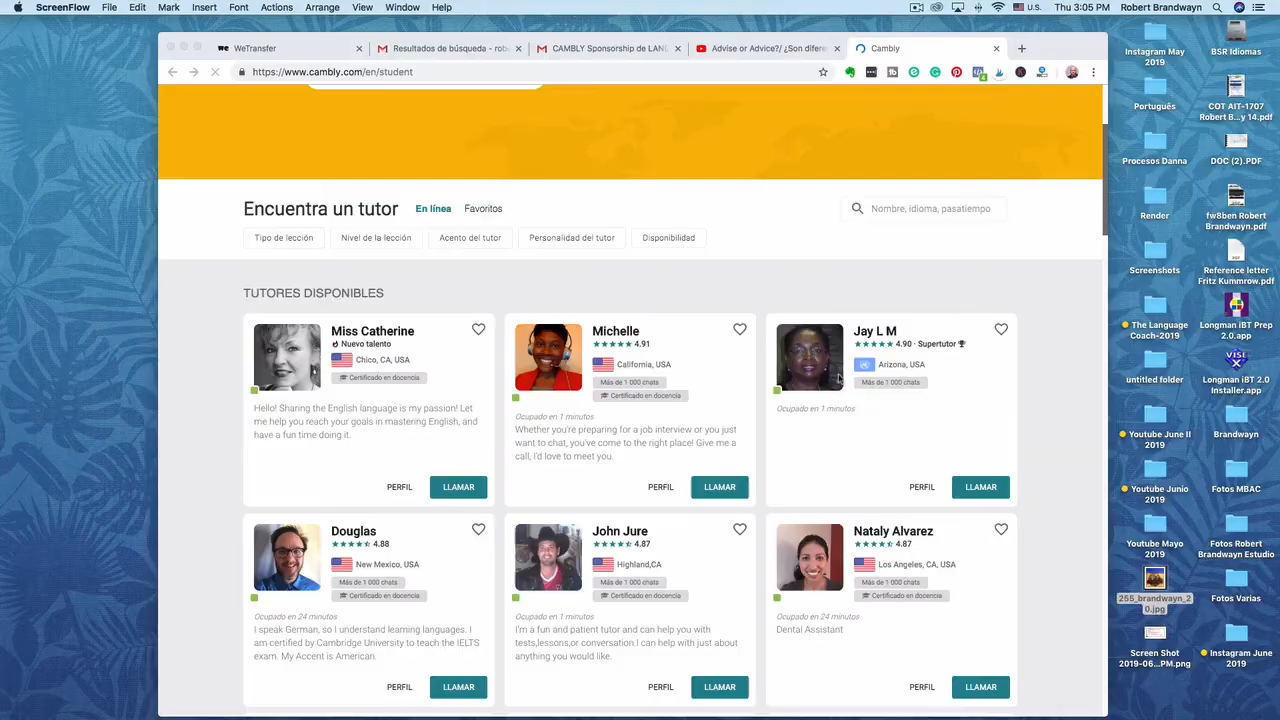 ScreenFlow File Edit Mark Insert Font Actions Arrange View Window Help U.S. Thu 3:05 PM Robert Brandwayn
WeTransfer
Resultados de búsqueda - rob
CAMBLY Sponsorship de LANL
Advise or Advice?/ ¿Son difere
Cambly
https://www.cambly.com/en/student
Encuentra un tutor
En línea
Favoritos
Nombre, idioma, pasatiempo
Tipo de lección
Nivel de la lección
Acento del tutor
Personalidad del tutor
Disponibilidad
TUTORES DISPONIBLES
Miss Catherine
Nuevo talento
Chico, CA, USA
Certificado en docencia
Hello! Sharing the English language is my passion! Let
me help you reach your goals in mastering English, and
have a fun time doing it.
PERFIL
LLAMAR
Michelle
★★★★★ 4.91
California, USA
Más de 1 000 chats
Certificado en docencia
Ocupado en 1 minutos
Whether you're preparing for a job interview or you just
want to chat, you've come to the right place! Give me a
call, I'd love to meet you.
PERFIL
LLAMAR
Jay L M
★★★★★ 4.90 · Supertutor
Arizona, USA
Más de 1 000 chats
Ocupado en 1 minutos
PERFIL
LLAMAR
Douglas
4.88
New Mexico, USA
Más de 1 000 chats
Certificado en docencia
Ocupado en 24 minutos
I speak German, so I understand learning languages. I
am certified by Cambridge University to teach the IELTS
exam. My Accent is American.
PERFIL
LLAMAR
John Jure
4.87
Highland,CA
Más de 1 000 chats
Certificado en docencia
Ocupado en 1 minutos
I'm a fun and patient tutor and can help you with
tests,lessons,or conversation.I can help with just about
anything you would like.
PERFIL
LLAMAR
Nataly Alvarez
4.87
Los Angeles, CA, USA
Más de 1 000 chats
Certificado en docencia
Ocupado en 24 minutos
Dental Assistant
PERFIL
LLAMAR
Instagram May
2019
BSR Idiomas
Português
COT AIT-1707
Robert B...y 14.pdf
Procesos Danna
DOC (2).PDF
Render
fw8ben Robert
Brandwayn.pdf
Screenshots
Reference letter
Fritz Kummrow.pdf
The Language
Coach-2019
Longman iBT Prep
2.0.app
untitled folder
Longman iBT 2.0
Installer.app
Youtube June II
2019
Brandwayn
Youtube Junio
2019
Fotos MBAC
Youtube Mayo
2019
Fotos Robert
Brandwayn Estudio
255_brandwayn_2
0.jpg
Fotos Varias
Screen Shot
2019-06...PM.png
Instagram June
2019